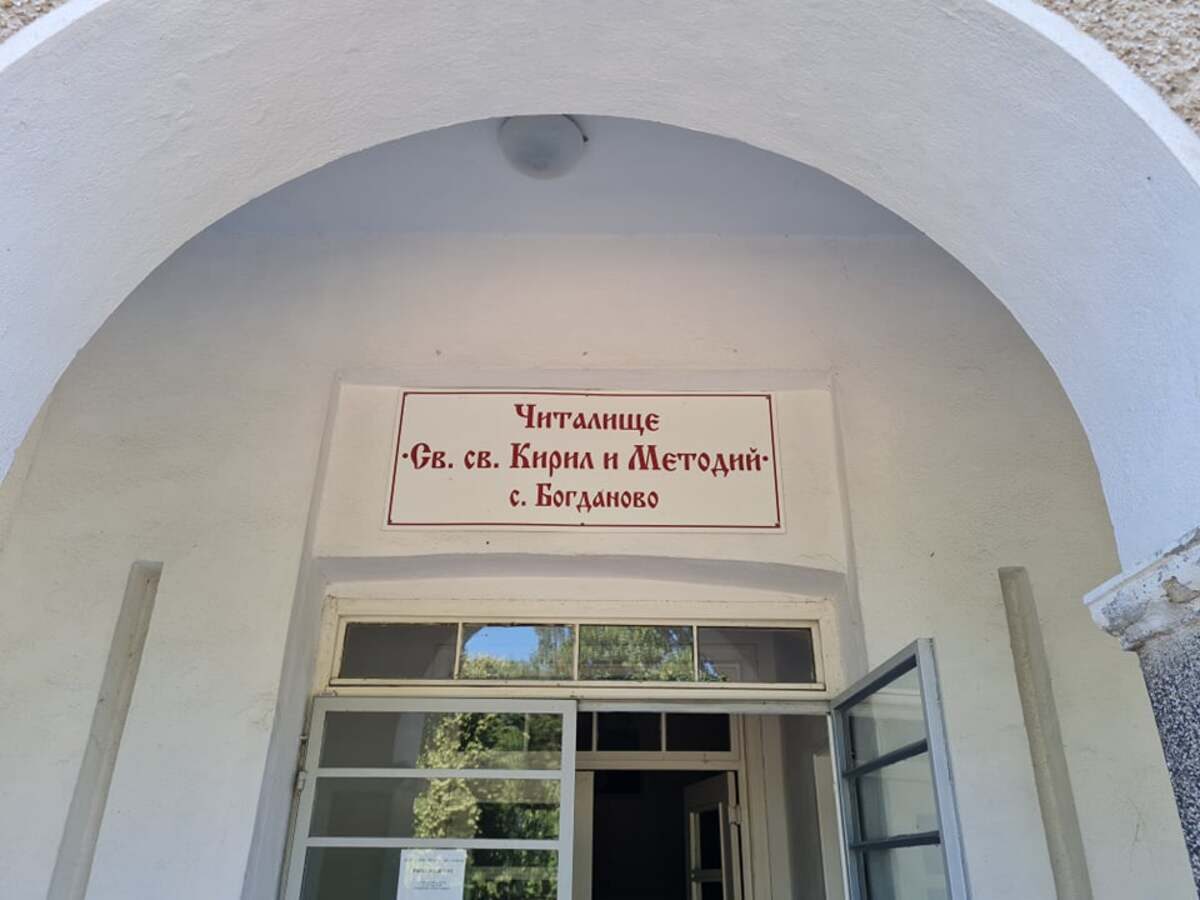 Читалище
·Св. св. Кирил и Методий·
с. Богданово